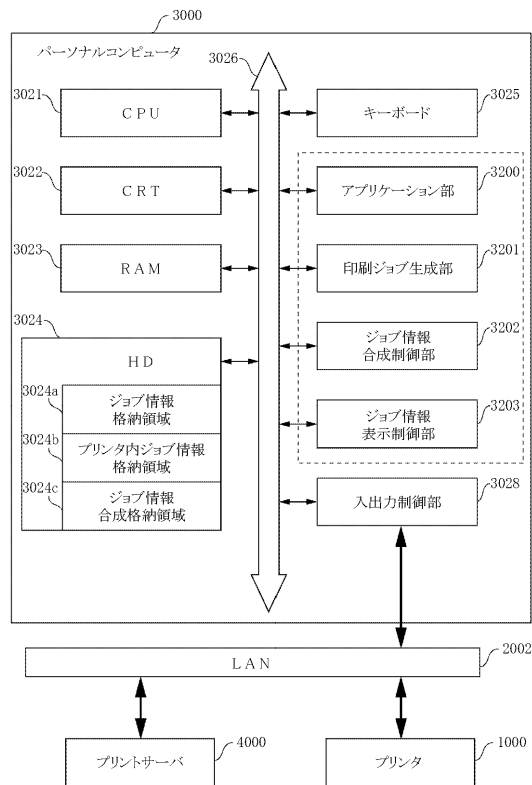 3000
パーソナルコンピュータ
3026
3021
CPU
3025
キーボード
3022
CRT
3200
アプリケーション部
3023
RAM
3201
印刷ジョブ生成部
3024
HD
3202
ジョブ情報
合成制御部
3024a
ジョブ情報
格納領域
3203
ジョブ情報
表示制御部
3024b
プリンタ内ジョブ情報
格納領域
3024c
ジョブ情報
合成格納領域
3028
入出力制御部
2002
LAN
4000
プリントサーバ
1000
プリンタ